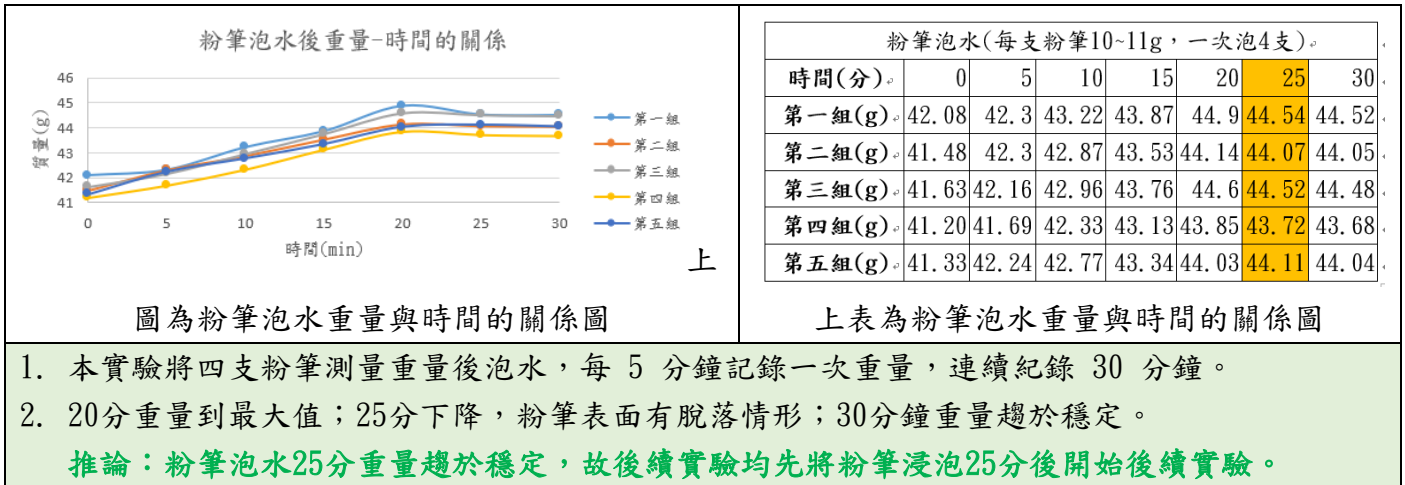 粉筆泡水後重量-時間的關係
46
45
44
43
42
41
質量(g)
0 5 10 15 20 25 30
時間(min)
第一組
第二組
第三組
第四組
第五組
上
圖為粉筆泡水重量與時間的關係圖
粉筆泡水(每支粉筆10~11g，一次泡4支)
時間(分) 0 5 10 15 20 25 30
第一組(g) 42.08 42.3 43.22 43.87 44.9 44.54 44.52
第二組(g) 41.48 42.3 42.87 43.53 44.14 44.07 44.05
第三組(g) 41.63 42.16 42.96 43.76 44.6 44.52 44.48
第四組(g) 41.20 41.69 42.33 43.13 43.85 43.72 43.68
第五組(g) 41.33 42.24 42.77 43.34 44.03 44.11 44.04
上表為粉筆泡水重量與時間的關係圖
1. 本實驗將四支粉筆測量重量後泡水，每 5 分鐘記錄一次重量，連續紀錄 30 分鐘。
2. 20分重量到最大值；25分下降，粉筆表面有脫落情形；30分鐘重量趨於穩定。
推論：粉筆泡水25分重量趨於穩定，故後續實驗均先將粉筆浸泡25分後開始後續實驗。